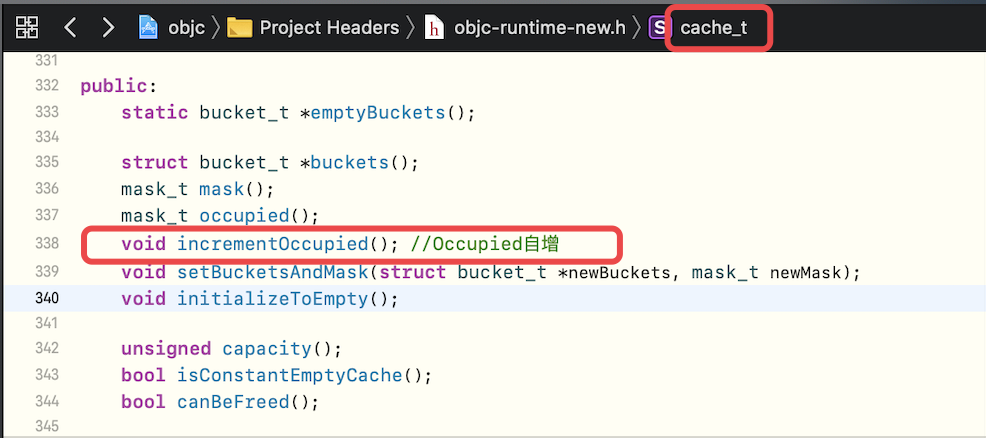 objc 〉 Project Headers 〉 h objc-runtime-new.h 〉 S cache_t
331
332 public:
333 static bucket_t *emptyBuckets();
334
335 struct bucket_t *buckets();
336 mask_t mask();
337 mask_t occupied();
338 void incrementOccupied(); //Occupied自增
339 void setBucketsAndMask(struct bucket_t *newBuckets, mask_t newMask);
340 void initializeToEmpty();
341
342 unsigned capacity();
343 bool isConstantEmptyCache();
344 bool canBeFreed();
345